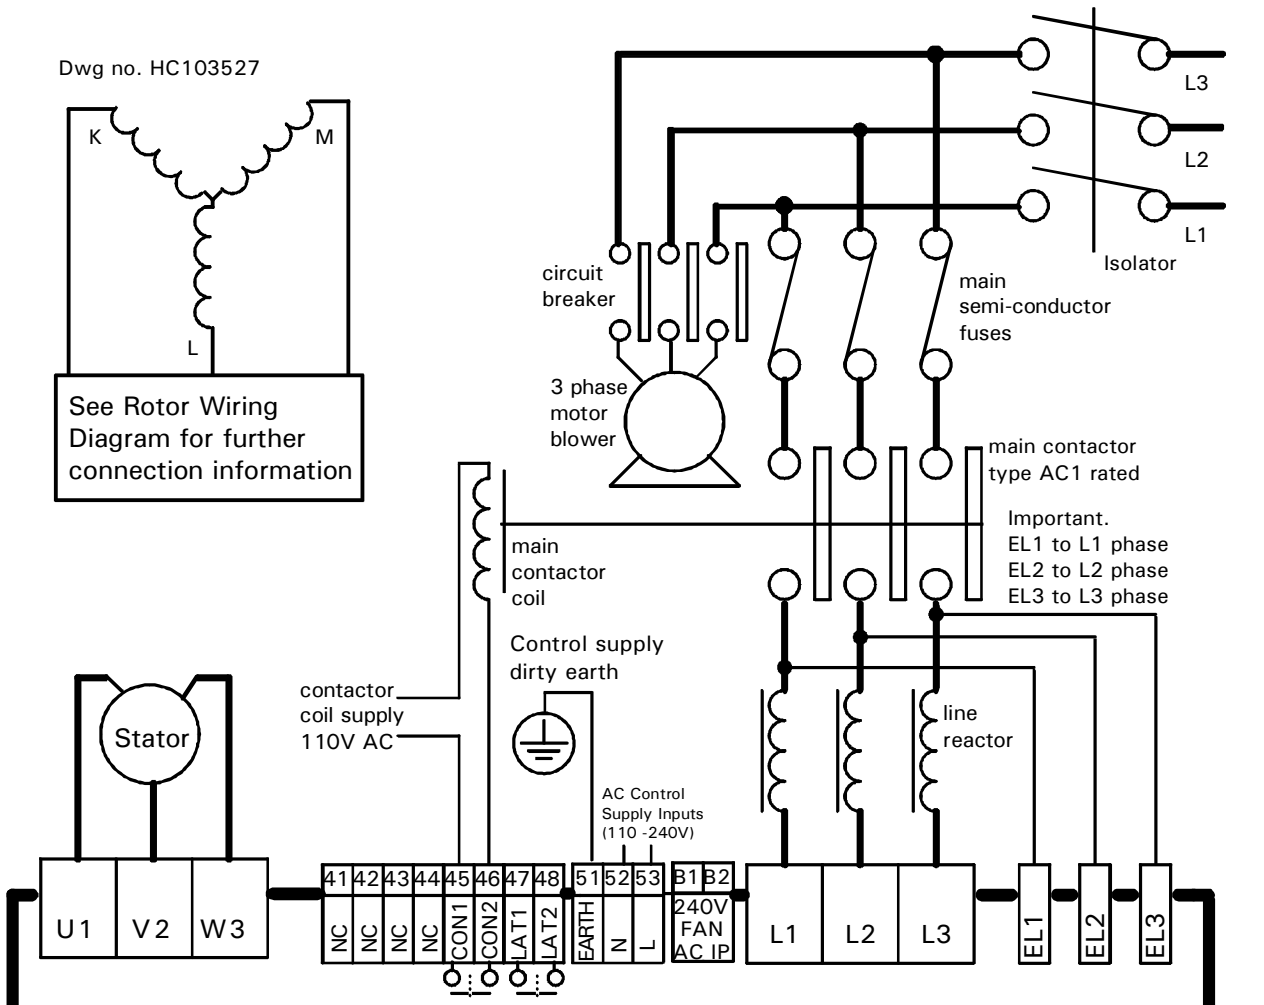 Dwg no. HC103527
K
M
L
See Rotor Wiring
Diagram for further
connection information
L3
L2
L1
Isolator
circuit
breaker
main
semi-conductor
fuses
3 phase
motor
blower
main contactor
type AC1 rated
Important.
EL1 to L1 phase
EL2 to L2 phase
EL3 to L3 phase
main
contactor
coil
Control supply
dirty earth
contactor
coil supply
110V AC
Stator
line
reactor
AC Control
Supply Inputs
(110 -240V)
U1
V2
W3
41 42 43 44 45 46 47 48
NC NC NC NC CON1 CON2 LAT1 LAT2
51 52 53
EARTH N L
B1 B2
240V
FAN
AC IP
L1
L2
L3
EL1
EL2
EL3